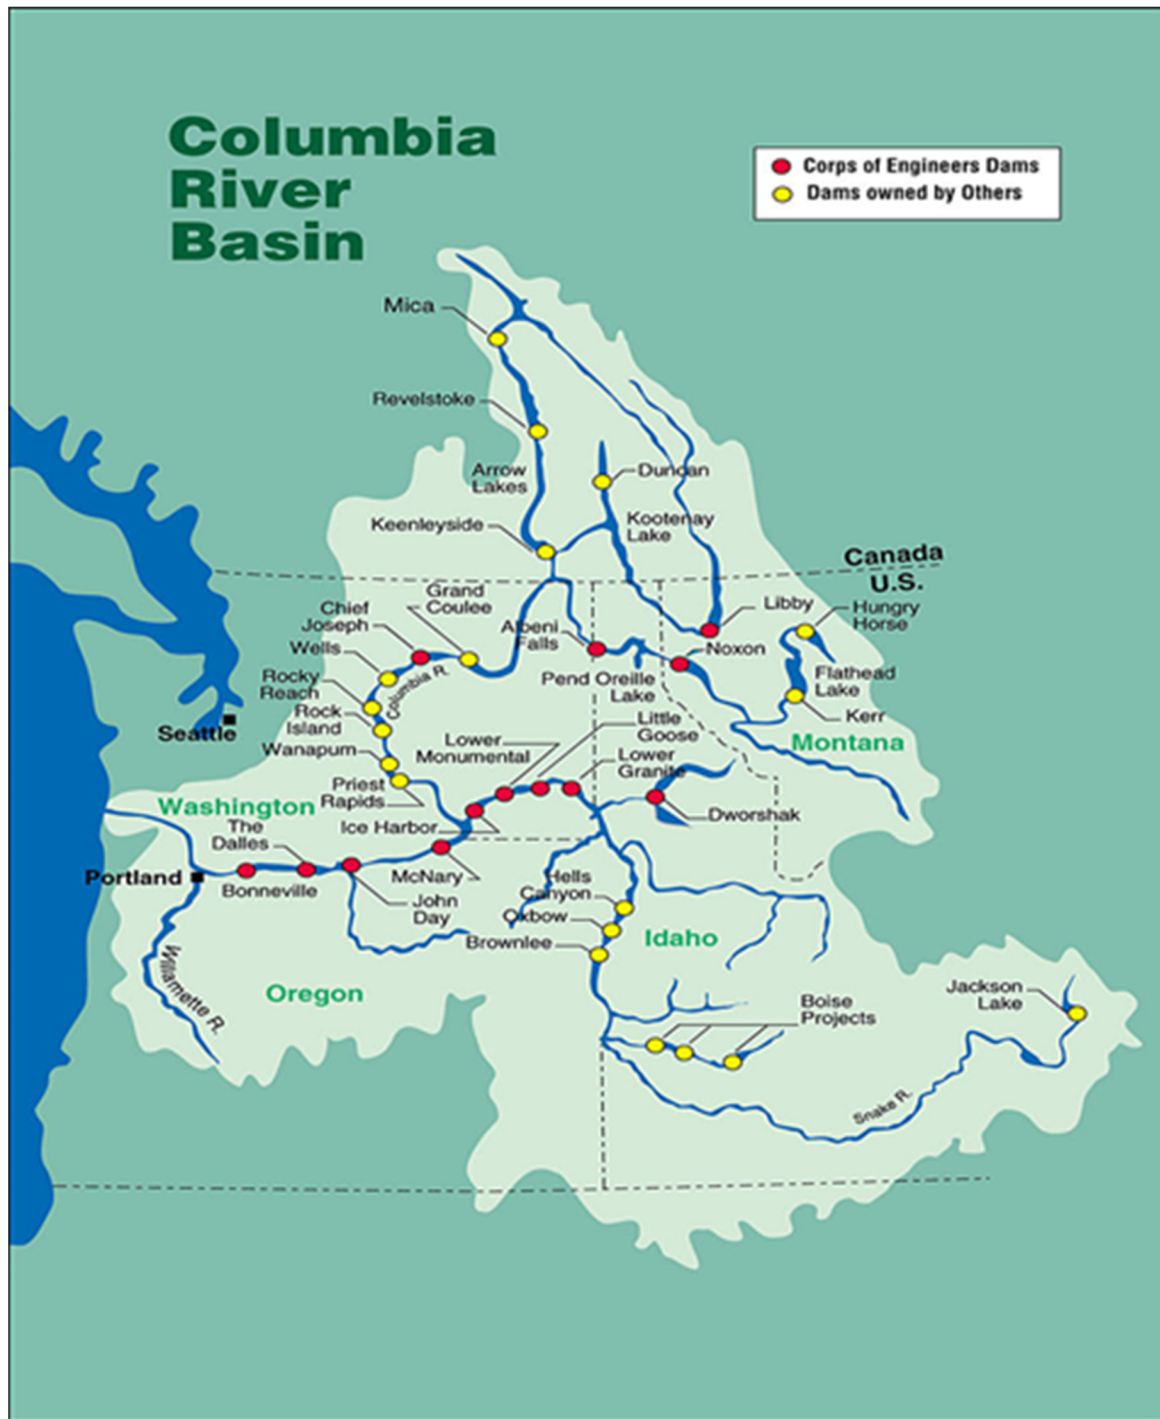 Columbia
River
Basin
Corps of Engineers Dams
Dams owned by Others
Mica
Revelstoke
Arrow
Lakes
Duncan
Keenleyside
Kootenay
Lake
Canada
U.S.
Grand
Coulee
Chief
Joseph
Libby
Hungry
Horse
Albeni
Falls
Wells
Noxon
Rocky
Reach
Columbia R.
Pend Oreille
Lake
Flathead
Lake
Rock
Island
Kerr
Seattle
Little
Goose
Wanapum
Lower
Monumental
Lower
Granite
Montana
Priest
Rapids
Washington
Ice Harbor
Dworshak
The
Dalles
Portland
Bonneville
McNary
John
Day
Hells
Canyon
Oxbow
Brownlee
Idaho
Willamette R.
Oregon
Boise
Projects
Jackson
Lake
Snake R.